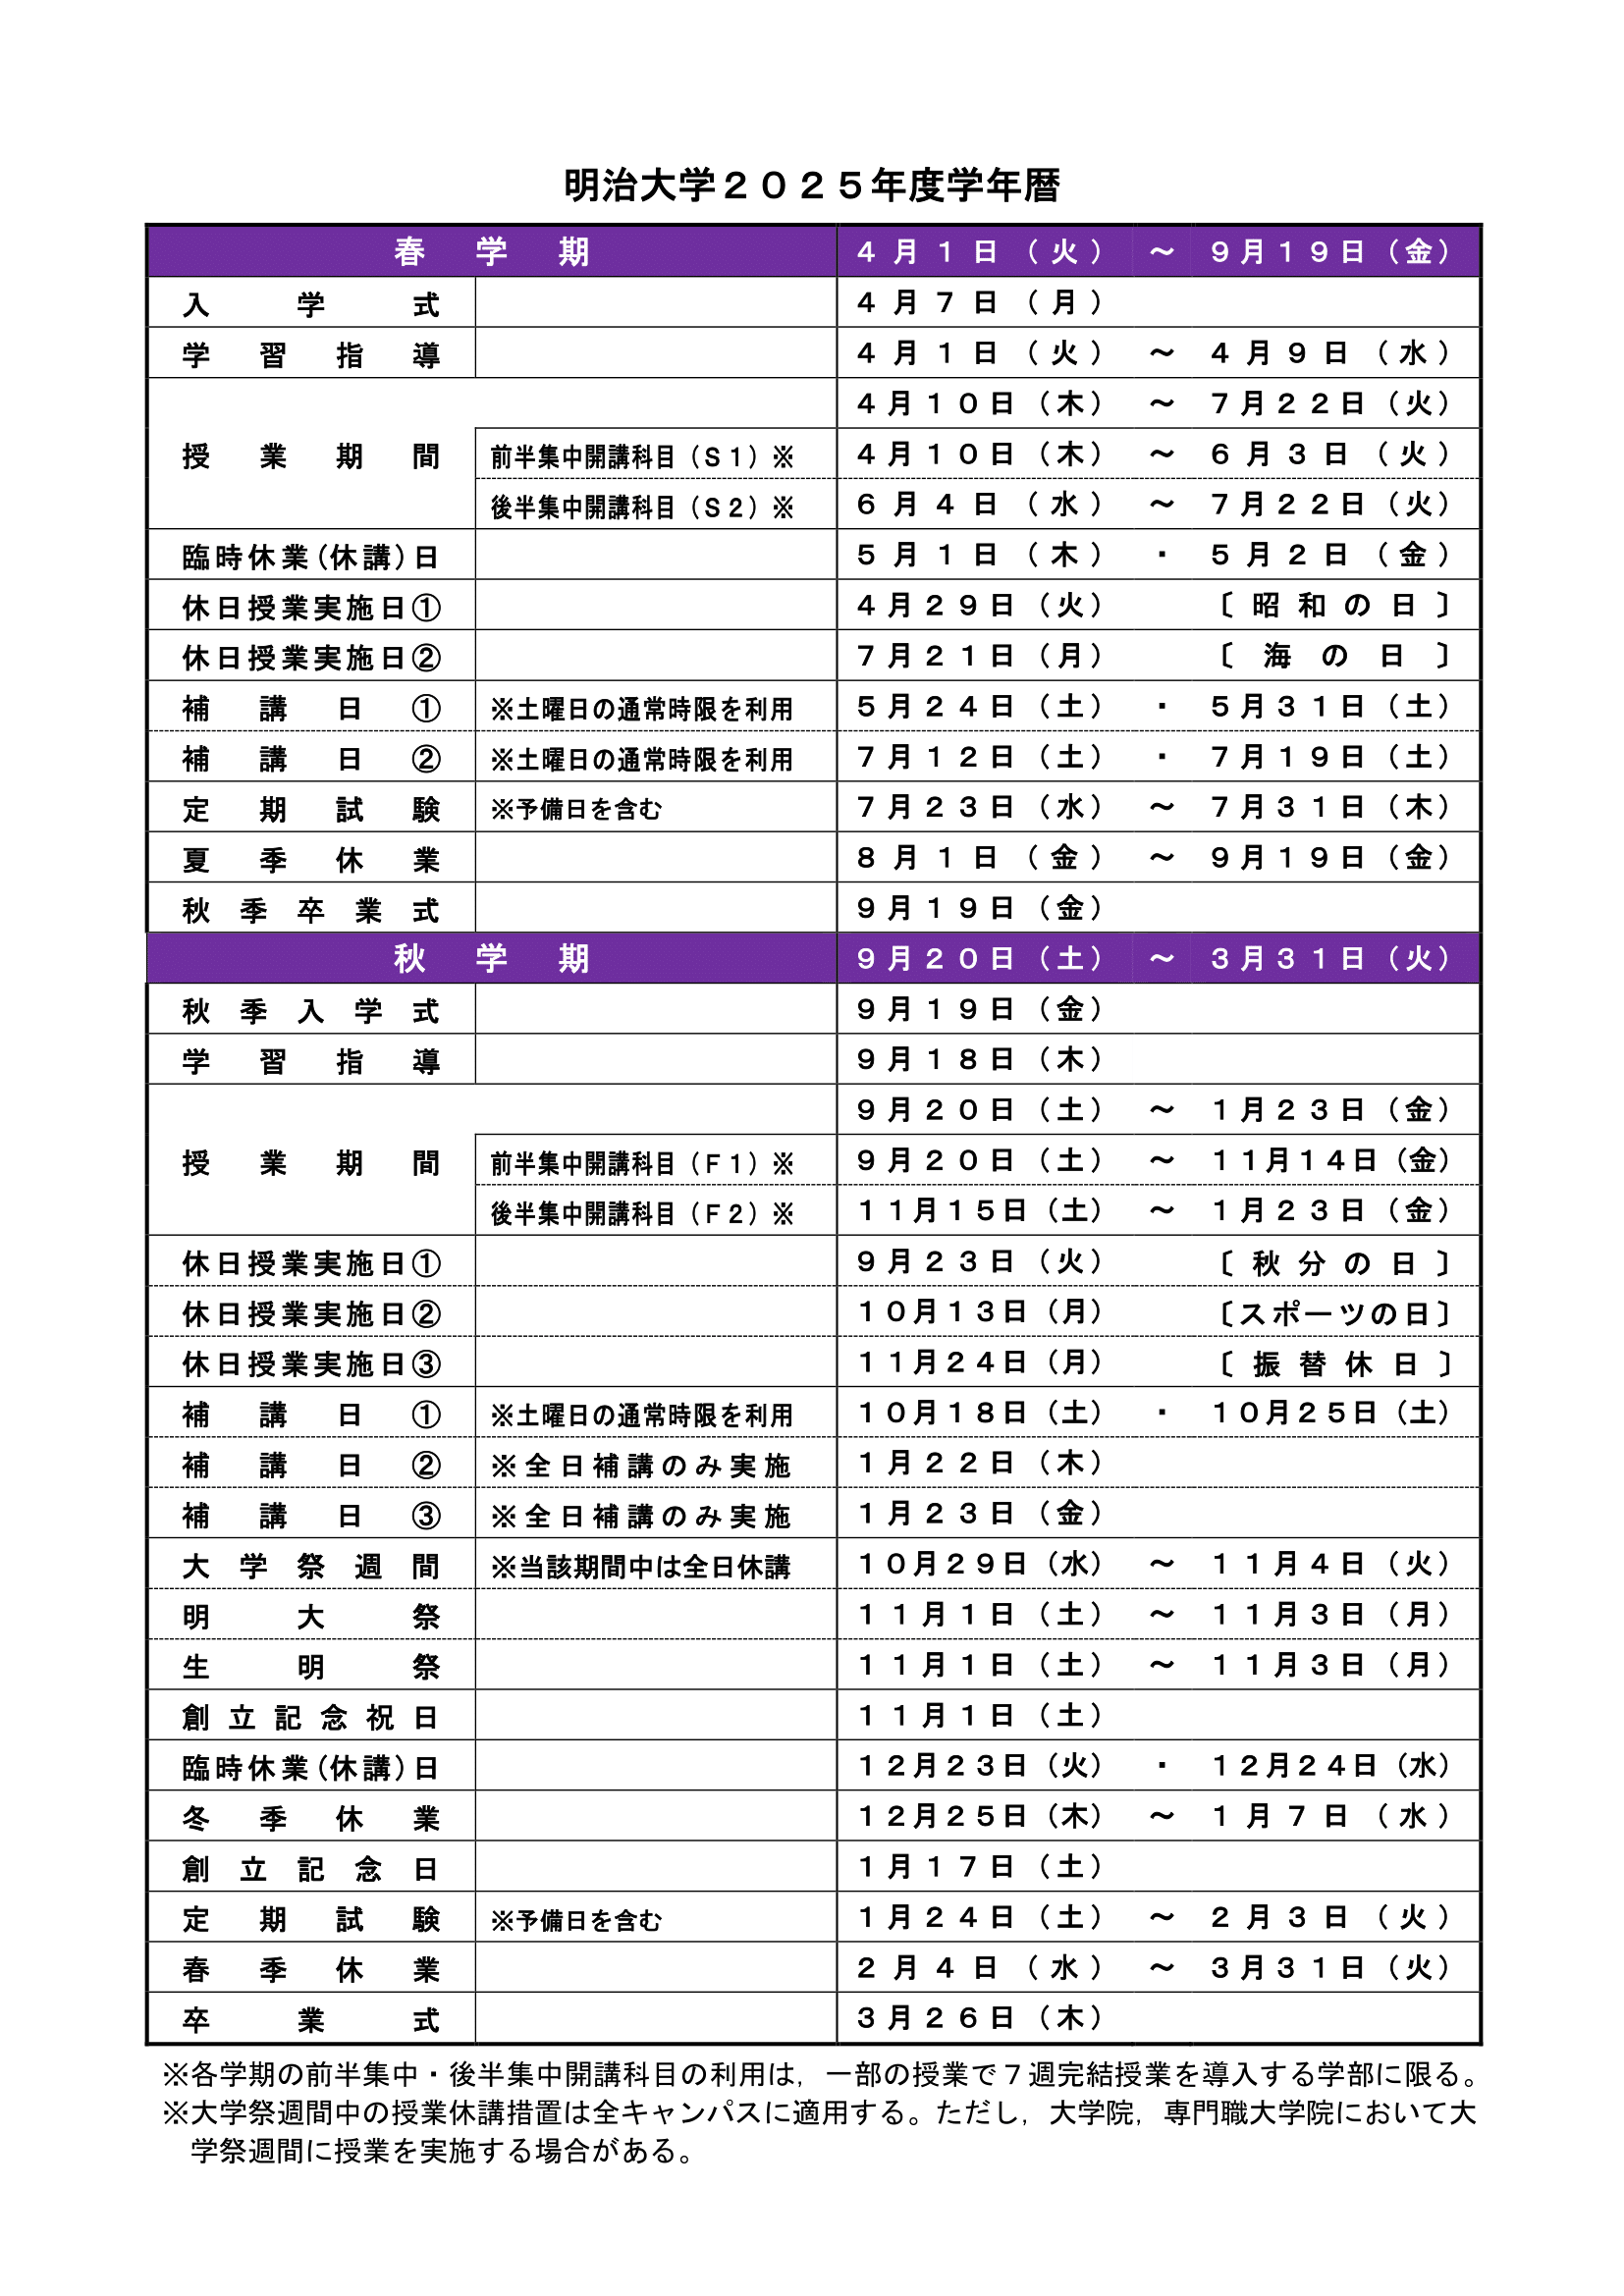 明治大学２０２５年度学年暦
春学期 ４月１日（火） ～ ９月１９日（金）
入学式 ４月７日（月）
学習指導 ４月１日（火） ～ ４月９日（水）
４月１０日（木） ～ ７月２２日（火）
授業期間 前半集中開講科目（Ｓ１）※ ４月１０日（木） ～ ６月３日（火）
後半集中開講科目（Ｓ２）※ ６月４日（水） ～ ７月２２日（火）
臨時休業（休講）日 ５月１日（木） ・ ５月２日（金）
休日授業実施日① ４月２９日（火） 〔昭和の日〕
休日授業実施日② ７月２１日（月） 〔海の日〕
補講日① ※土曜日の通常時限を利用 ５月２４日（土） ・ ５月３１日（土）
補講日② ※土曜日の通常時限を利用 ７月１２日（土） ・ ７月１９日（土）
定期試験 ※予備日を含む ７月２３日（水） ～ ７月３１日（木）
夏季休業 ８月１日（金） ～ ９月１９日（金）
秋季卒業式 ９月１９日（金）
秋学期 ９月２０日（土） ～ ３月３１日（火）
秋季入学式 ９月１９日（金）
学習指導 ９月１８日（木）
９月２０日（土） ～ １月２３日（金）
授業期間 前半集中開講科目（Ｆ１）※ ９月２０日（土） ～ １１月１４日（金）
後半集中開講科目（Ｆ２）※ １１月１５日（土） ～ １月２３日（金）
休日授業実施日① ９月２３日（火） 〔秋分の日〕
休日授業実施日② １０月１３日（月） 〔スポーツの日〕
休日授業実施日③ １１月２４日（月） 〔振替休日〕
補講日① ※土曜日の通常時限を利用 １０月１８日（土） ・ １０月２５日（土）
補講日② ※全日補講のみ実施 １月２２日（木）
補講日③ ※全日補講のみ実施 １月２３日（金）
大学祭週間 ※当該期間中は全日休講 １０月２９日（水） ～ １１月４日（火）
明大祭 １１月１日（土） ～ １１月３日（月）
生明祭 １１月１日（土） ～ １１月３日（月）
創立記念祝日 １１月１日（土）
臨時休業（休講）日 １２月２３日（火） ・ １２月２４日（水）
冬季休業 １２月２５日（木） ～ １月７日（水）
創立記念日 １月１７日（土）
定期試験 ※予備日を含む １月２４日（土） ～ ２月３日（火）
春季休業 ２月４日（水） ～ ３月３１日（火）
卒業式 ３月２６日（木）
※各学期の前半集中・後半集中開講科目の利用は，一部の授業で７週完結授業を導入する学部に限る。
※大学祭週間中の授業休講措置は全キャンパスに適用する。ただし，大学院，専門職大学院において大
学祭週間に授業を実施する場合がある。